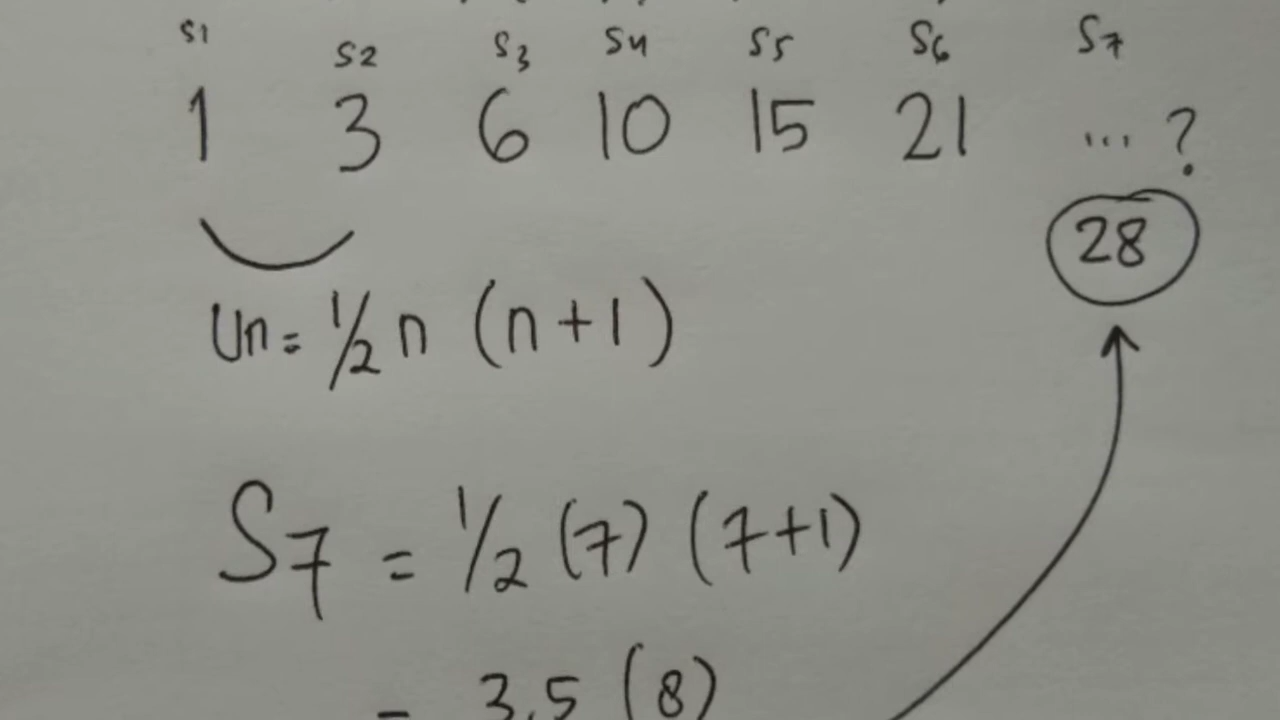 S1 S2 S3 S4 S5 S6 S7
1 3 6 10 15 21 ... ?
28
Un = 1/2 n (n+1)
S7 = 1/2 (7) (7+1)
= 3,5 (8)